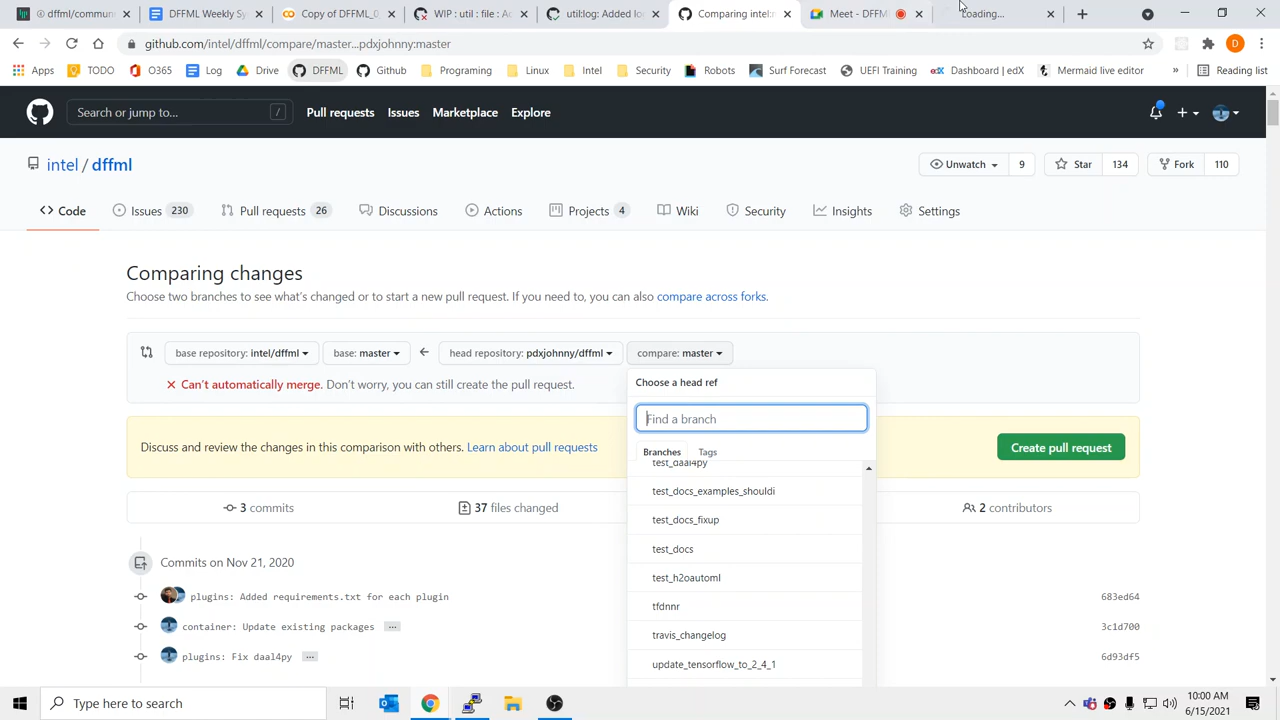 dffml/commun
DFFML Weekly Sy
Copy of DFFML_0
WIP : util : file : Ac
util:log: Added lo
Comparing intel:m
Meet - DFFM
Loading...
github.com/intel/dffml/compare/master...pdxjohnny:master
Apps
TODO
O365
Log
Drive
DFFML
Github
Programing
Linux
Intel
Security
Robots
Surf Forecast
UEFI Training
Dashboard | edX
Mermaid live editor
»
Reading list
Search or jump to...
/
Pull requests
Issues
Marketplace
Explore
intel / dffml
Unwatch
9
Star
134
Fork
110
Code
Issues 230
Pull requests 26
Discussions
Actions
Projects 4
Wiki
Security
Insights
Settings
Comparing changes
Choose two branches to see what's changed or to start a new pull request. If you need to, you can also compare across forks.
base repository: intel/dffml
base: master
head repository: pdxjohnny/dffml
compare: master
Can't automatically merge. Don't worry, you can still create the pull request.
Choose a head ref
Find a branch
Branches
Tags
test_daal4py
test_docs_examples_shouldi
test_docs_fixup
test_docs
test_h2oautoml
tfdnnr
travis_changelog
update_tensorflow_to_2_4_1
Discuss and review the changes in this comparison with others. Learn about pull requests
Create pull request
3 commits
37 files changed
2 contributors
Commits on Nov 21, 2020
plugins: Added requirements.txt for each plugin
683ed64
container: Update existing packages ...
3c1d700
plugins: Fix daal4py ...
6d93df5
Type here to search
10:00 AM
6/15/2021